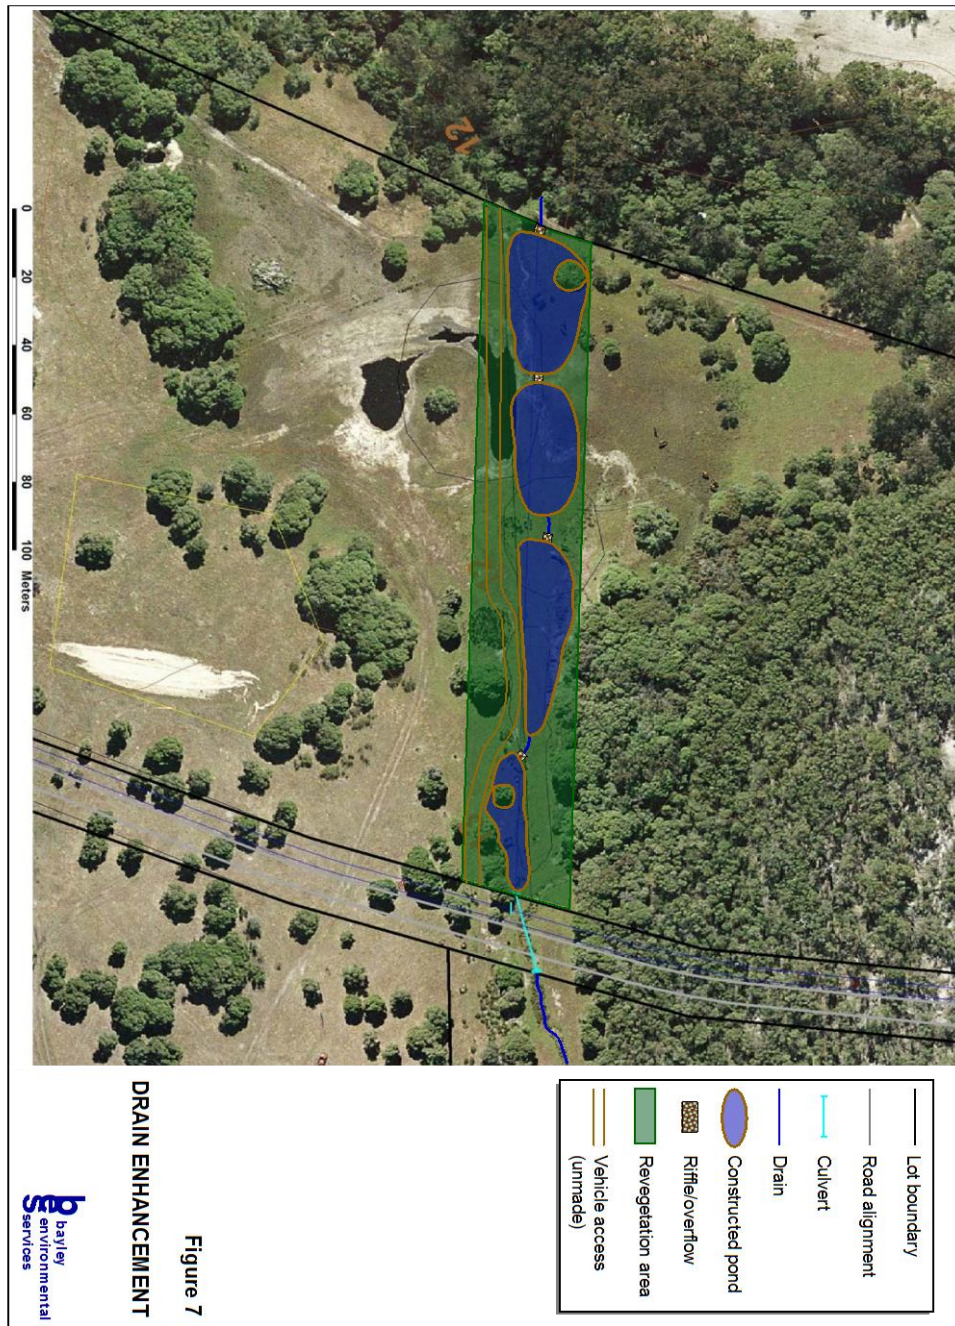 12
0
20
40
60
80
100 Meters
Lot boundary
Road alignment
Culvert
Drain
Constructed pond
Riffle/overflow
Revegetation area
Vehicle access
(unmade)
Figure 7
DRAIN ENHANCEMENT
bes
bayley
environmental
services